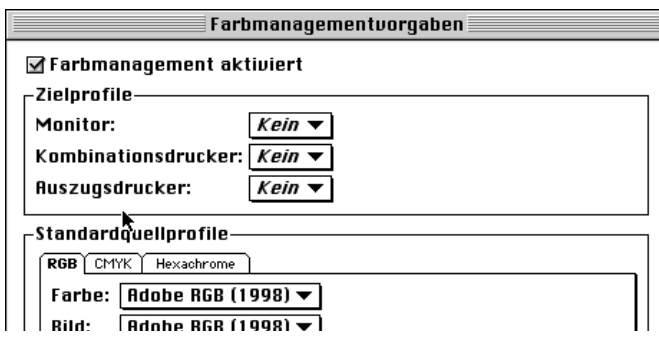 Farbmanagementvorgaben
Farbmanagement aktiviert
Zielprofile
Monitor: Kein
Kombinationsdrucker: Kein
Auszugsdrucker: Kein
Standardquellprofile
RGB CMYK Hexachrome
Farbe: Adobe RGB (1998)
Bild: Adobe RGB (1998)